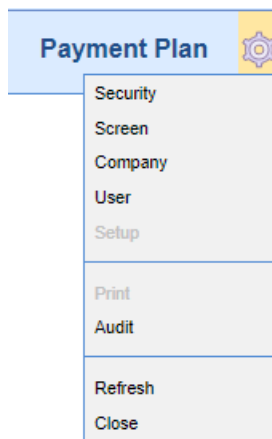 Payment Plan
Security
Screen
Company
User
Setup
Print
Audit
Refresh
Close